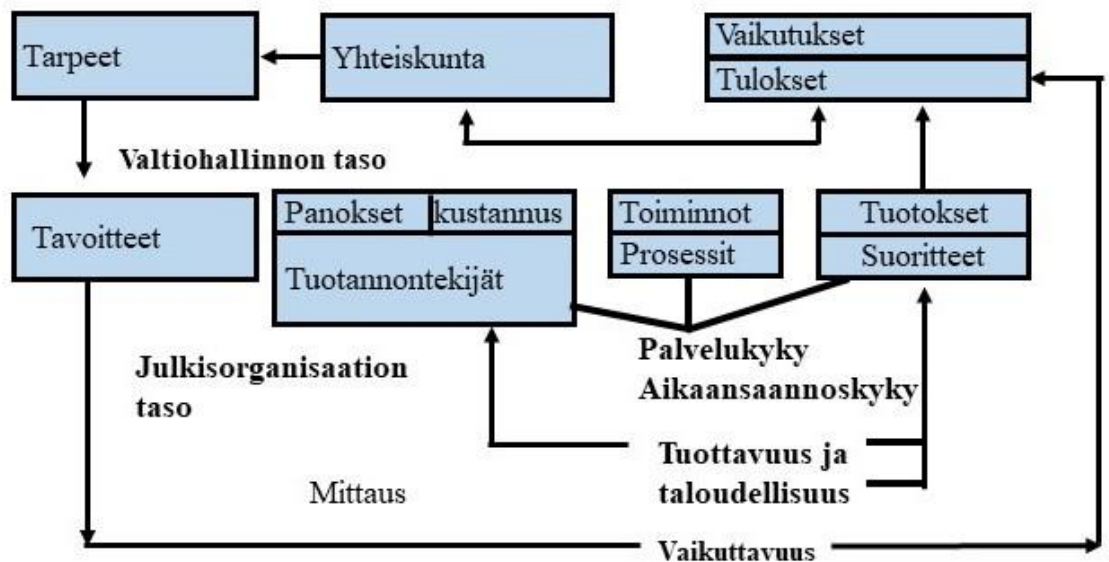 Tarpeet
Yhteiskunta
Vaikutukset
Tulokset
Valtiohallinnon taso
Tavoitteet
Panokset
kustannus
Tuotannontekijät
Toiminnot
Prosessit
Tuotokset
Suoritteet
Julkisorganisaation
taso
Palvelukyky
Aikaansaannoskyky
Tuottavuus ja
taloudellisuus
Mittaus
Vaikuttavuus